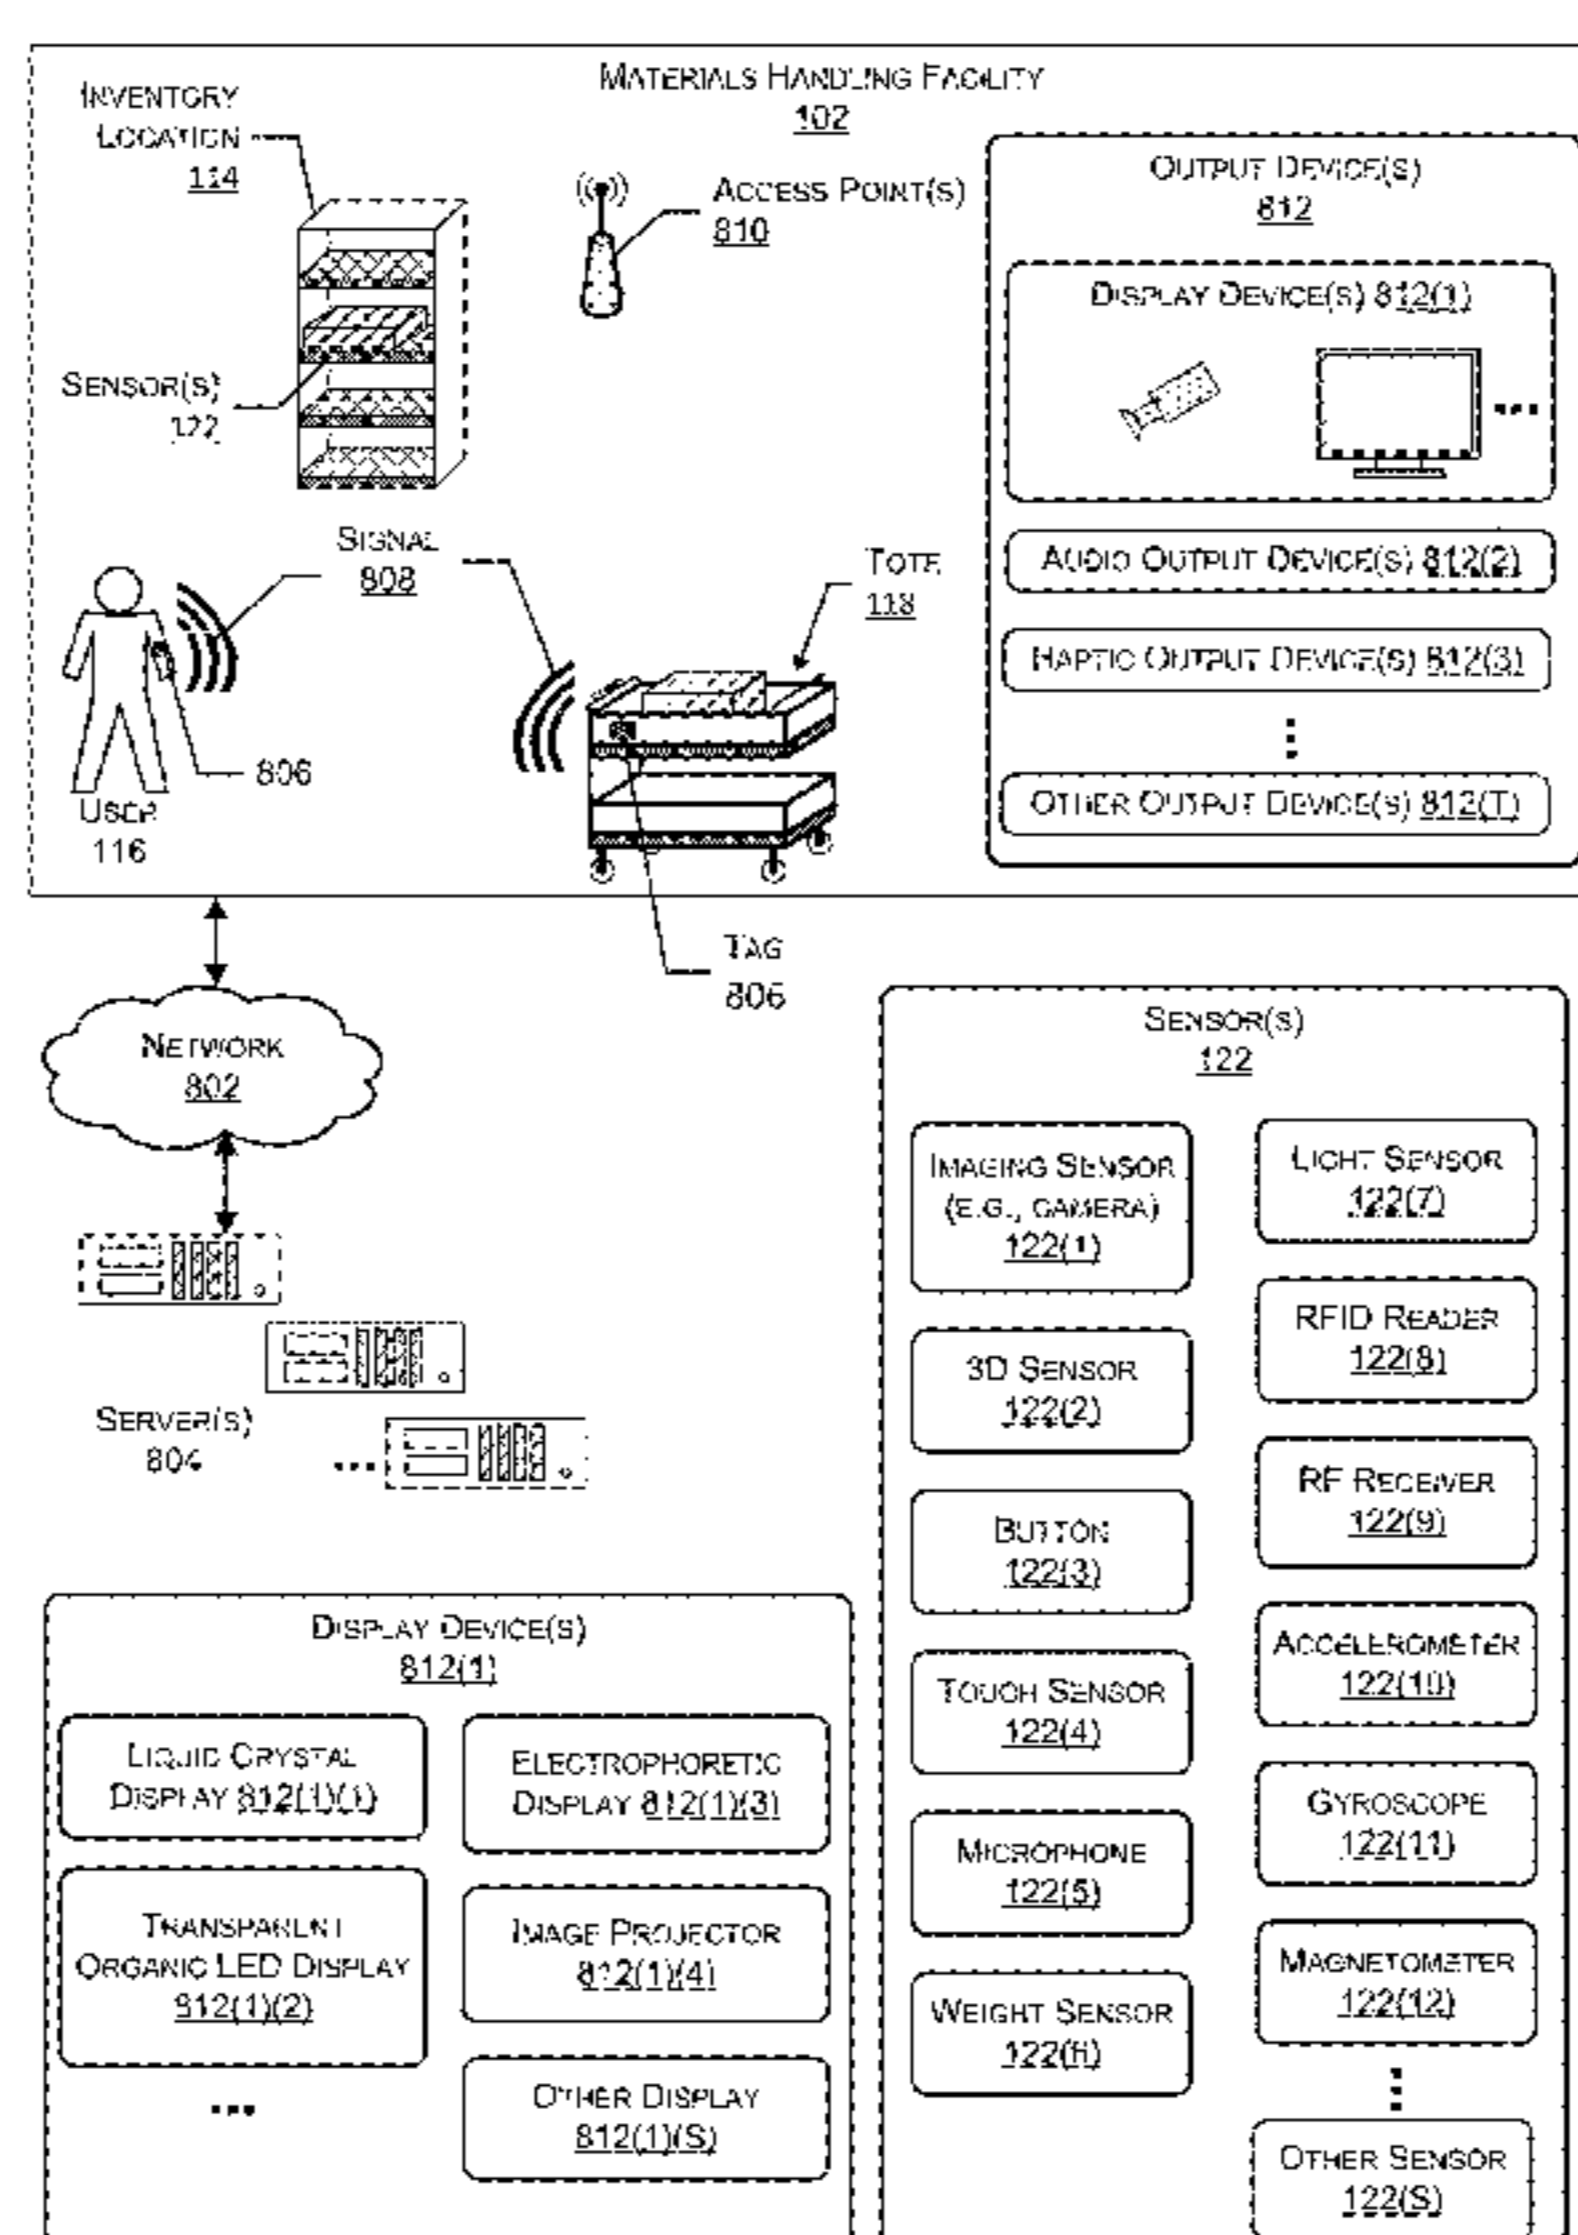 MATERIALS HANDLING FACILITY
102
INVENTORY
LOCATION
114
ACCESS POINT(S)
810
SENSOR(S)
122
SIGNAL
808
TOTE
118
806
USER
116
TAG
806
OUTPUT DEVICE(S)
812
DISPLAY DEVICE(S) 812(1)
...
AUDIO OUTPUT DEVICE(S) 812(2)
HAPTIC OUTPUT DEVICE(S) 812(3)
OTHER OUTPUT DEVICE(S) 812(T)
NETWORK
802
SERVER(S)
804
...
DISPLAY DEVICE(S)
812(1)
LIQUID CRYSTAL
DISPLAY 812(1)(1)
TRANSPARENT
ORGANIC LED DISPLAY
812(1)(2)
...
ELECTROPHORETIC
DISPLAY 812(1)(3)
IMAGE PROJECTOR
812(1)(4)
OTHER DISPLAY
812(1)(S)
SENSOR(S)
122
IMAGING SENSOR
(E.G., CAMERA)
122(1)
3D SENSOR
122(2)
BUTTON
122(3)
TOUCH SENSOR
122(4)
MICROPHONE
122(5)
WEIGHT SENSOR
122(6)
LIGHT SENSOR
122(7)
RFID READER
122(8)
RF RECEIVER
122(9)
ACCELEROMETER
122(10)
GYROSCOPE
122(11)
MAGNETOMETER
122(12)
OTHER SENSOR
122(S)